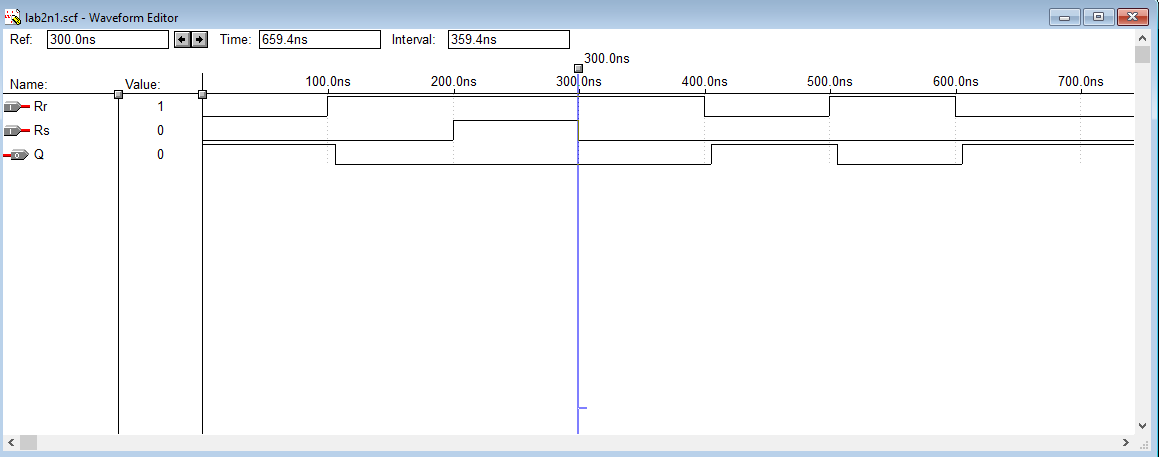 lab2n1.scf - Waveform Editor
Ref: 300.0ns Time: 659.4ns Interval: 359.4ns
300.0ns
Name: Value: 100.0ns 200.0ns 300.0ns 400.0ns 500.0ns 600.0ns 700.0ns
Rr 1
Rs 0
Q 0